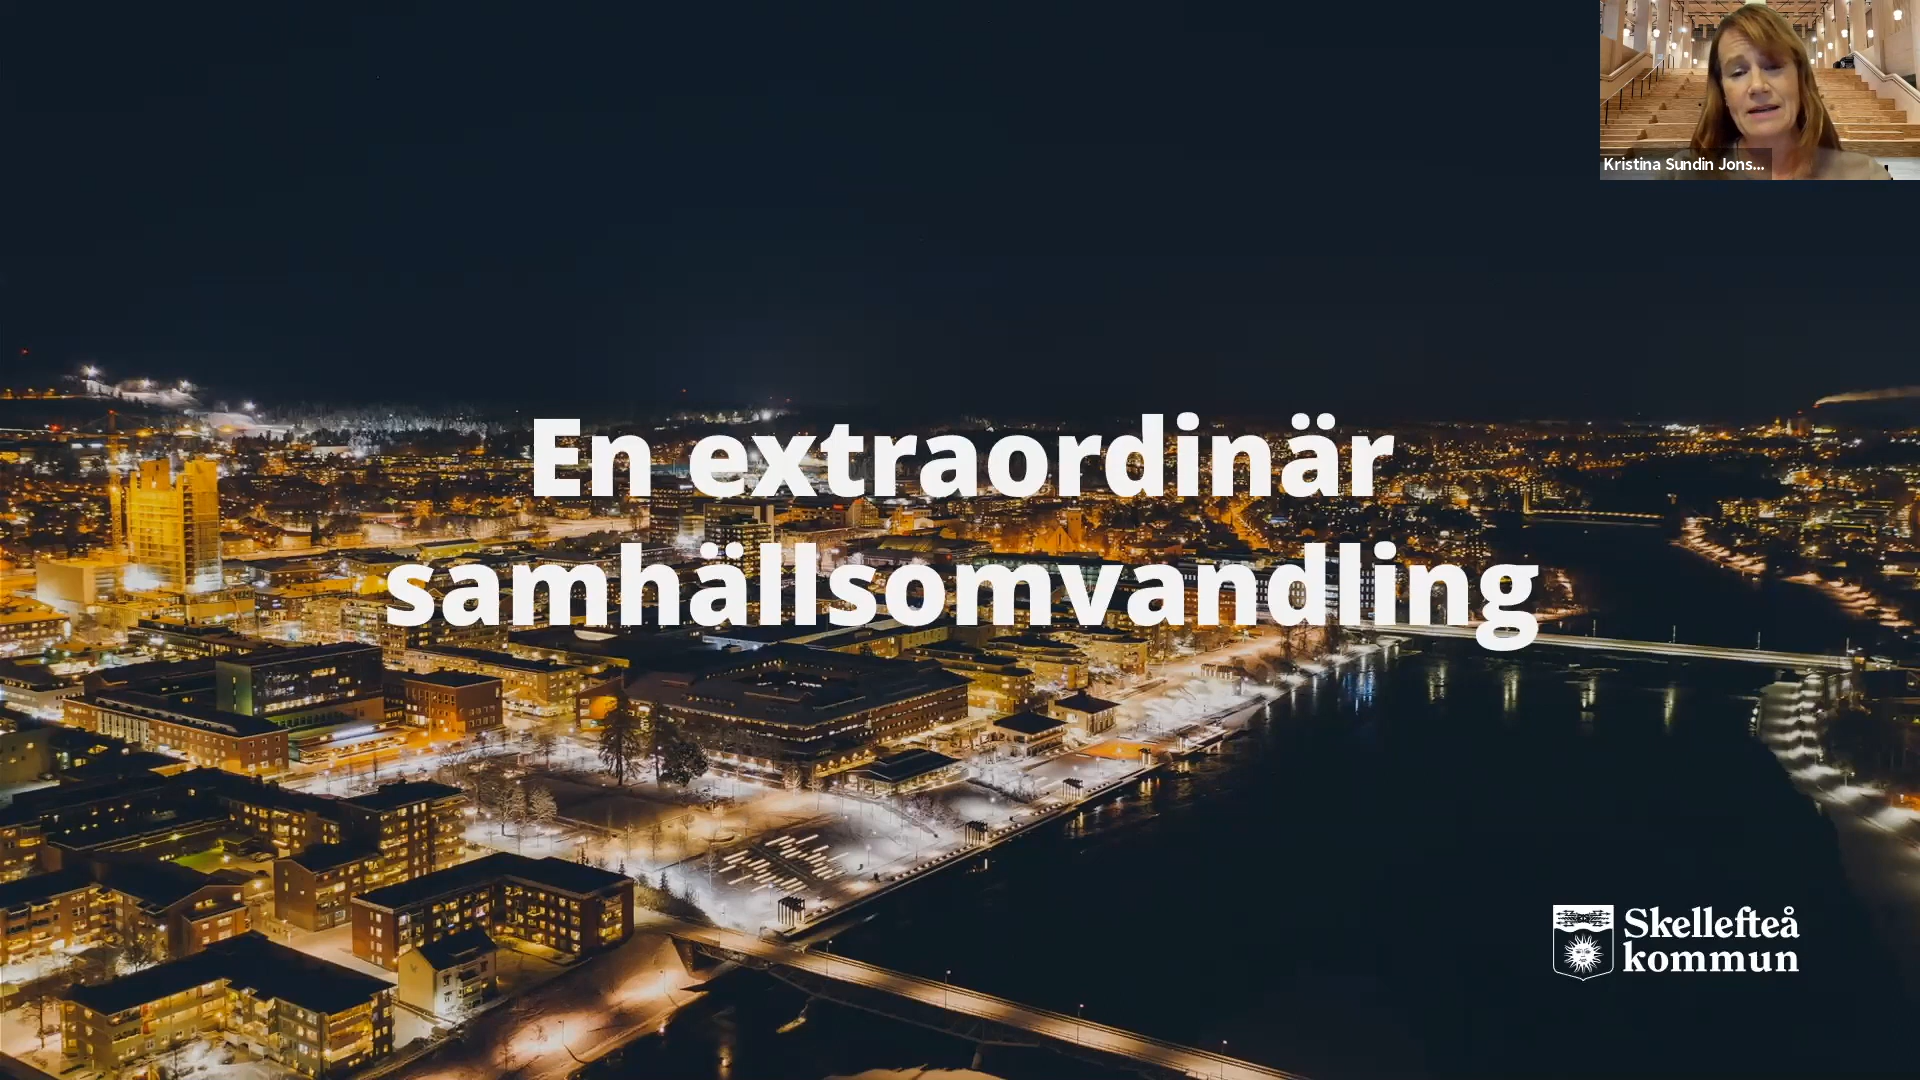 Kristina Sundin Jons...
En extraordinär
samhällsomvandling
Skellefteå
kommun